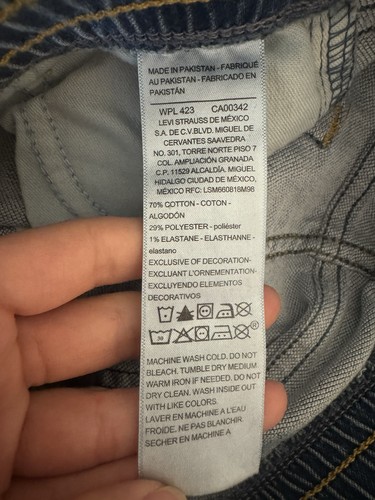 MADE IN PAKISTAN - FABRIQUÉ
AU PAKISTAN - FABRICADO EN
PAKISTÁN
WPL 423 CA00342
LEVI STRAUSS DE MÉXICO
S.A. DE C.V.BLVD. MIGUEL DE
CERVANTES SAAVEDRA
NO. 301, TORRE NORTE PISO 7
COL. AMPLIACIÓN GRANADA
C.P. 11529 ALCALDÍA. MIGUEL
HIDALGO CIUDAD DE MÉXICO,
MÉXICO RFC: LSM660818M98
70% COTTON - COTON -
ALGODÓN
29% POLYESTER - poliéster
1% ELASTANE - ELASTHANNE -
elastano
EXCLUSIVE OF DECORATION-
EXCLUANT L'ORNEMENTATION-
EXCLUYENDO ELEMENTOS
DECORATIVOS
30
MACHINE WASH COLD. DO NOT
BLEACH. TUMBLE DRY MEDIUM.
WARM IRON IF NEEDED. DO NOT
DRY CLEAN. WASH INSIDE OUT
WITH LIKE COLORS.
LAVER EN MACHINE A L'EAU
FROIDE. NE PAS BLANCHIR.
SECHER EN MACHINE A